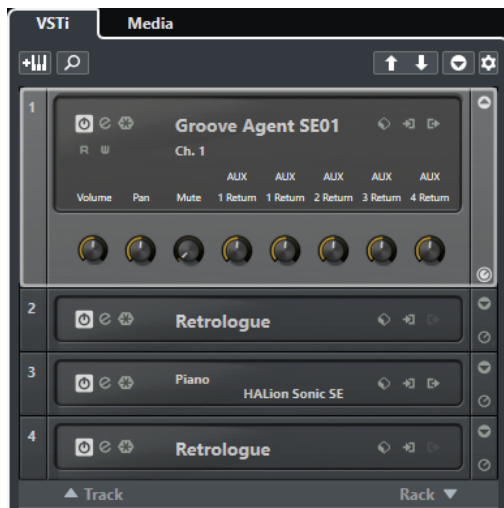 VSTi Media
1
Groove Agent SE01
R W
Ch. 1
AUX AUX AUX AUX AUX
Volume Pan Mute 1 Return 1 Return 2 Return 3 Return 4 Return
2
Retrologue
3
Piano
HALion Sonic SE
4
Retrologue
Track Rack